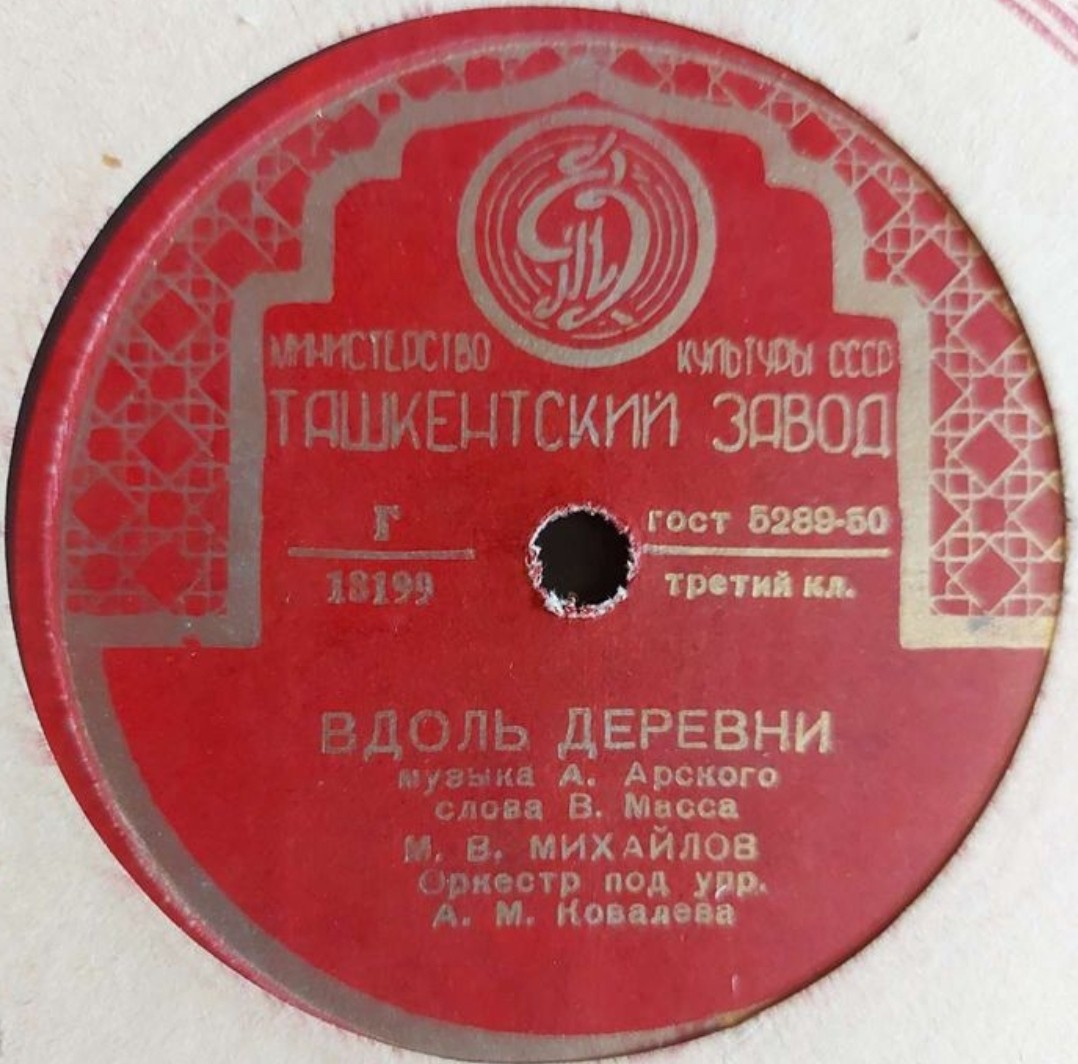 МИНИСТЕРСТВО КУЛЬТУРЫ СССР
ТАШКЕНТСКИЙ ЗАВОД
Г
18199
ГОСТ 5289-50
третий кл.
ВДОЛЬ ДЕРЕВНИ
музыка А. Арского
слова В. Масса
М. В. МИХАЙЛОВ
Оркестр под упр.
А. М. Ковалева